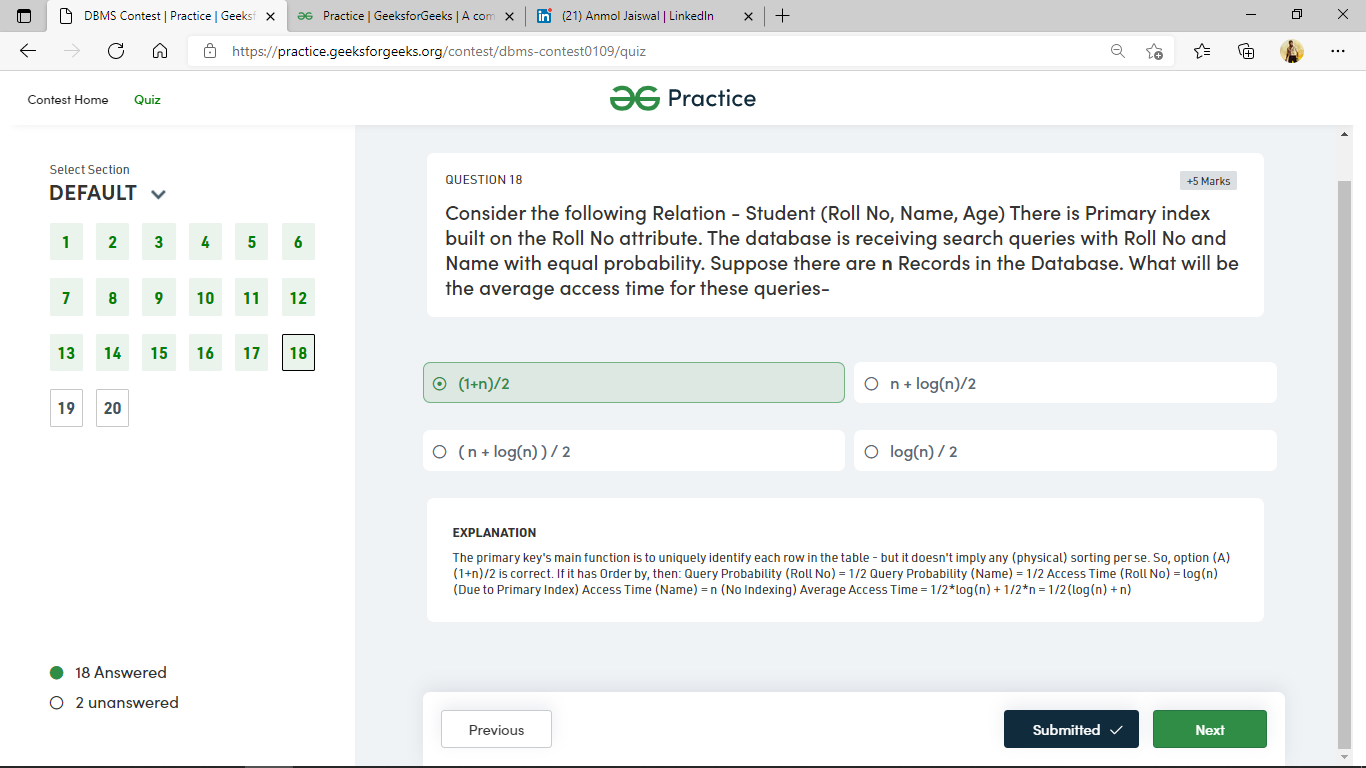 DBMS Contest | Practice | Geeksf
Practice | GeeksforGeeks | A com
(21) Anmol Jaiswal | LinkedIn
https://practice.geeksforgeeks.org/contest/dbms-contest0109/quiz
Contest Home Quiz
Practice
Select Section
DEFAULT
1 2 3 4 5 6
7 8 9 10 11 12
13 14 15 16 17 18
19 20
18 Answered
2 unanswered
QUESTION 18
+5 Marks
Consider the following Relation - Student (Roll No, Name, Age) There is Primary index
built on the Roll No attribute. The database is receiving search queries with Roll No and
Name with equal probability. Suppose there are n Records in the Database. What will be
the average access time for these queries-
(1+n)/2
n + log(n)/2
( n + log(n) ) / 2
log(n) / 2
EXPLANATION
The primary key's main function is to uniquely identify each row in the table - but it doesn't imply any (physical) sorting per se. So, option (A)
(1+n)/2 is correct. If it has Order by, then: Query Probability (Roll No) = 1/2 Query Probability (Name) = 1/2 Access Time (Roll No) = log(n)
(Due to Primary Index) Access Time (Name) = n (No Indexing) Average Access Time = 1/2*log(n) + 1/2*n = 1/2(log(n) + n)
Previous
Submitted
Next